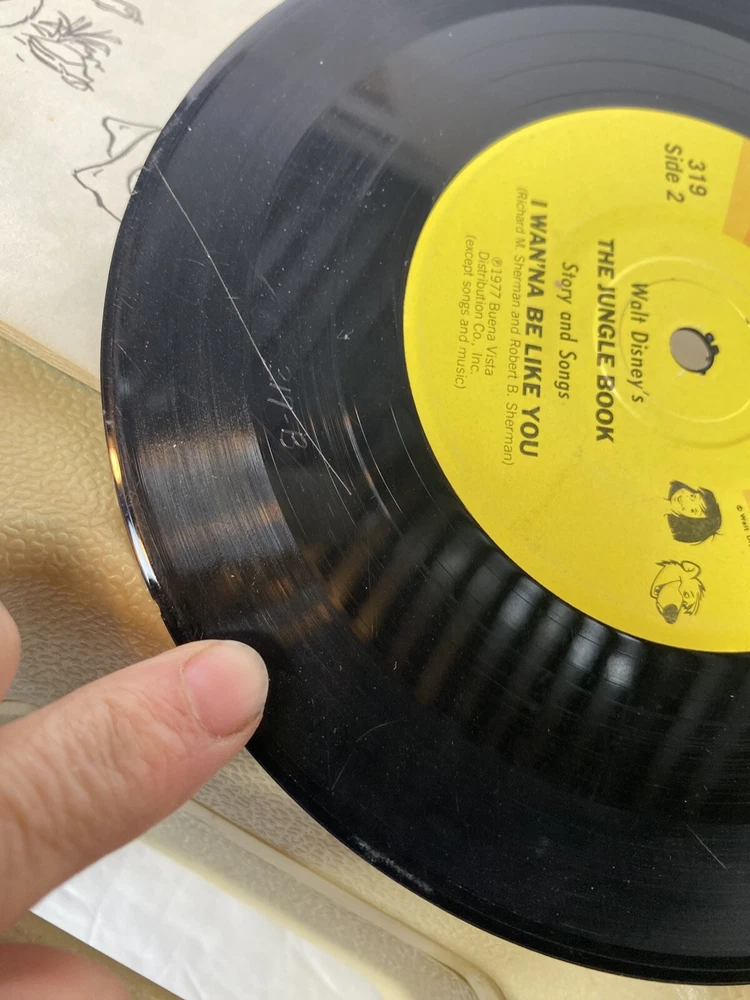 319
Side 2
Walt Disney's
THE JUNGLE BOOK
Story and Songs
I WAN'NA BE LIKE YOU
(Richard M. Sherman and Robert B. Sherman)
℗1977 Buena Vista
Distribution Co., Inc.
(except songs and music)